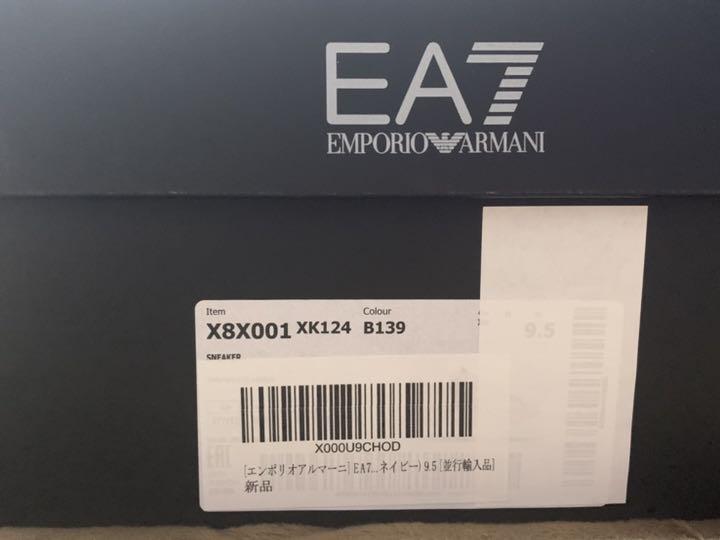 EA7
EMPORIO ARMANI
Item
Colour
X8X001 XK124 B139
9.5
SNEAKER
X000U9CHOD
[エンポリオアルマーニ] EA7...ネイビー) 9.5 [並行輸入品]
新品